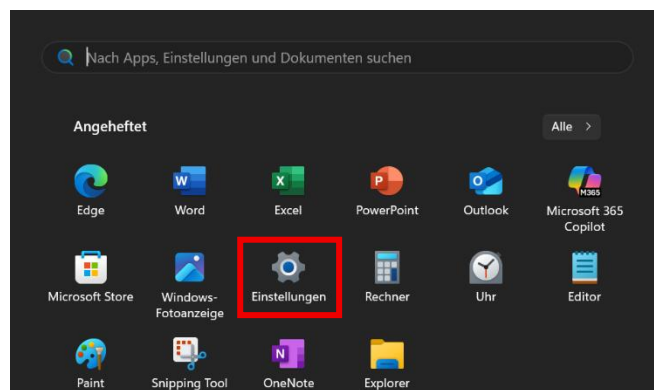 Nach Apps, Einstellungen und Dokumenten suchen
Angeheftet
Alle >
Edge
Word
Excel
PowerPoint
Outlook
Microsoft 365
Copilot
Microsoft Store
Windows-
Fotoanzeige
Einstellungen
Rechner
Uhr
Editor
Paint
Snipping Tool
OneNote
Explorer
W
X
P
O
M365
N